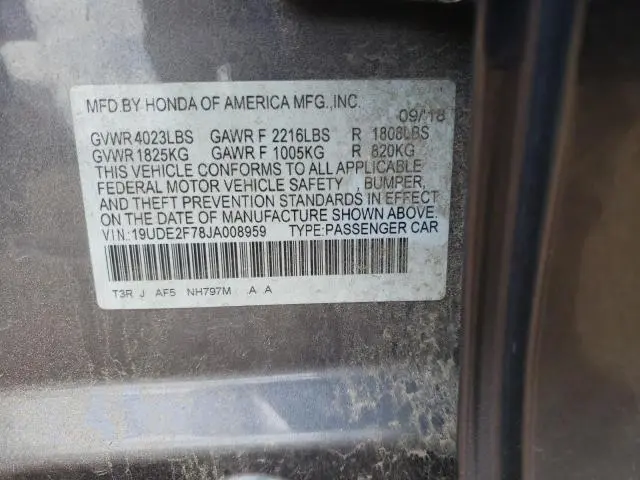 MFD.BY HONDA OF AMERICA MFG.,INC. 09/18
GVWR 4023LBS GAWR F 2216LBS R 1808LBS
GVWR 1825KG GAWR F 1005KG R 820KG
THIS VEHICLE CONFORMS TO ALL APPLICABLE
FEDERAL MOTOR VEHICLE SAFETY , BUMPER,
AND THEFT PREVENTION STANDARDS IN EFFECT
ON THE DATE OF MANUFACTURE SHOWN ABOVE.
VIN:19UDE2F78JA008959 TYPE:PASSENGER CAR
T3R J AF5 NH797M .A A